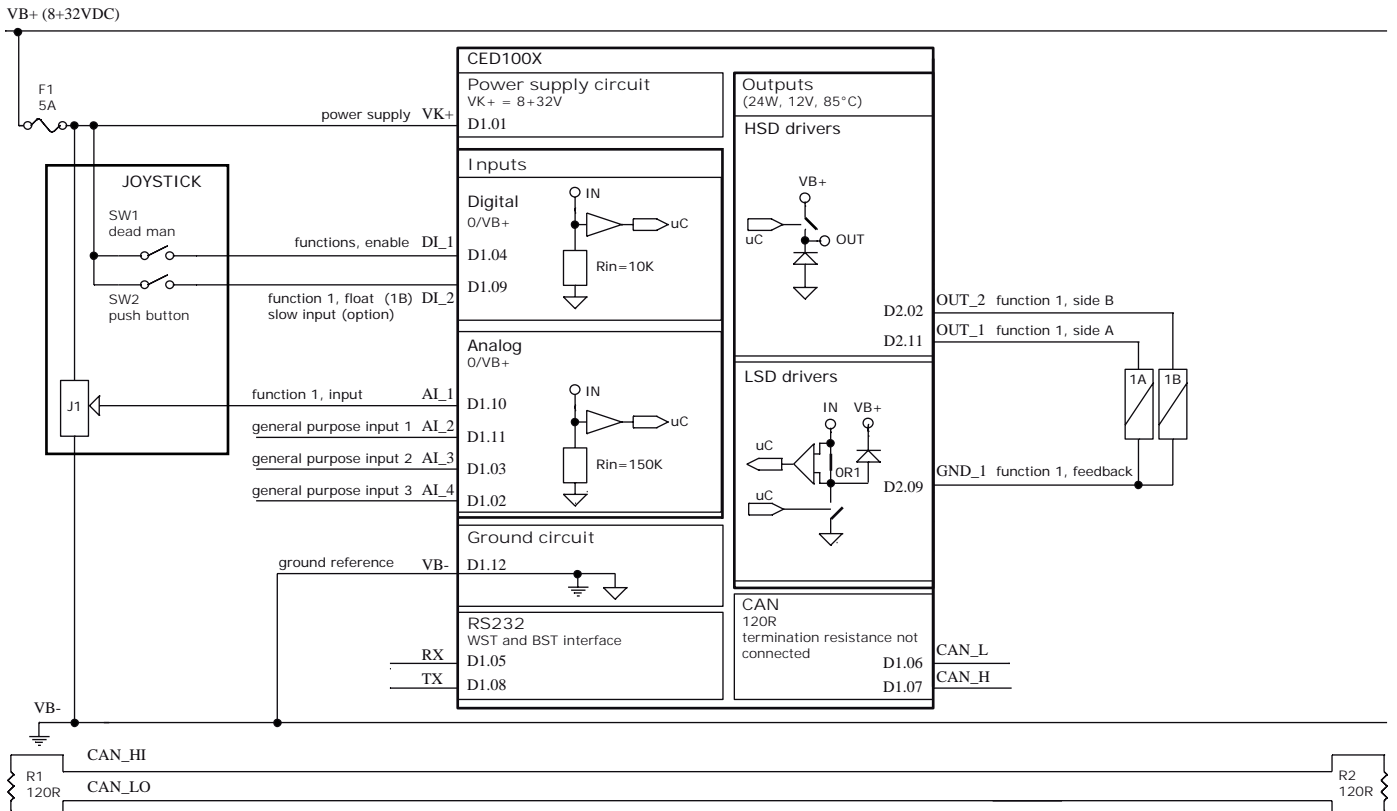 VB+ (8+32VDC)
F1
5A
power supply VK+
JOYSTICK
SW1
dead man
functions, enable DI_1
SW2
push button
function 1, float (1B) DI_2
slow input (option)
J1
function 1, input AI_1
general purpose input 1 AI_2
general purpose input 2 AI_3
general purpose input 3 AI_4
ground reference VB-
RX
TX
CED100X
Power supply circuit
VK+ = 8+32V
D1.01
Inputs
Digital
0/VB+
D1.04
D1.09
IN
uC
Rin=10K
Analog
0/VB+
D1.10
D1.11
D1.03
D1.02
IN
uC
Rin=150K
Ground circuit
D1.12
RS232
WST and BST interface
D1.05
D1.08
Outputs
(24W, 12V, 85°C)
HSD drivers
VB+
uC
OUT
D2.02
D2.11
LSD drivers
IN VB+
uC
0R1
uC
D2.09
CAN
120R
termination resistance not
connected
D1.06
D1.07
OUT_2 function 1, side B
OUT_1 function 1, side A
1A 1B
GND_1 function 1, feedback
CAN_L
CAN_H
VB-
CAN_HI
R1
120R
CAN_LO
R2
120R